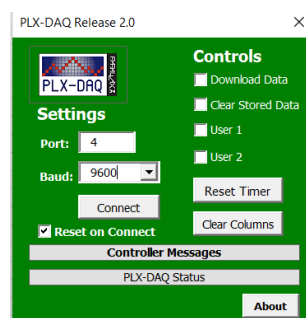 PLX-DAQ Release 2.0
PLX-DAQ
PARALLAX
Settings
Port: 4
Baud: 9600
Connect
Reset on Connect
Controls
Download Data
Clear Stored Data
User 1
User 2
Reset Timer
Clear Columns
Controller Messages
PLX-DAQ Status
About